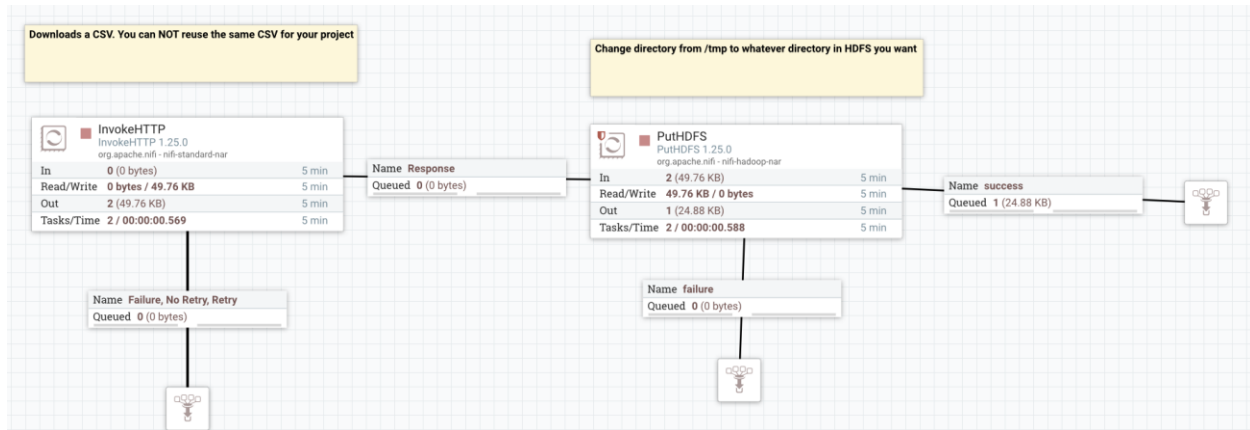 Downloads a CSV. You can NOT reuse the same CSV for your project
Change directory from /tmp to whatever directory in HDFS you want
InvokeHTTP
InvokeHTTP 1.25.0
org.apache.nifi - nifi-standard-nar
In 0 (0 bytes) 5 min
Read/Write 0 bytes / 49.76 KB 5 min
Out 2 (49.76 KB) 5 min
Tasks/Time 2 / 00:00:00.569 5 min
Name Response
Queued 0 (0 bytes)
PutHDFS
PutHDFS 1.25.0
org.apache.nifi - nifi-hadoop-nar
In 2 (49.76 KB) 5 min
Read/Write 49.76 KB / 0 bytes 5 min
Out 1 (24.88 KB) 5 min
Tasks/Time 2 / 00:00:00.588 5 min
Name success
Queued 1 (24.88 KB)
Name Failure, No Retry, Retry
Queued 0 (0 bytes)
Name failure
Queued 0 (0 bytes)